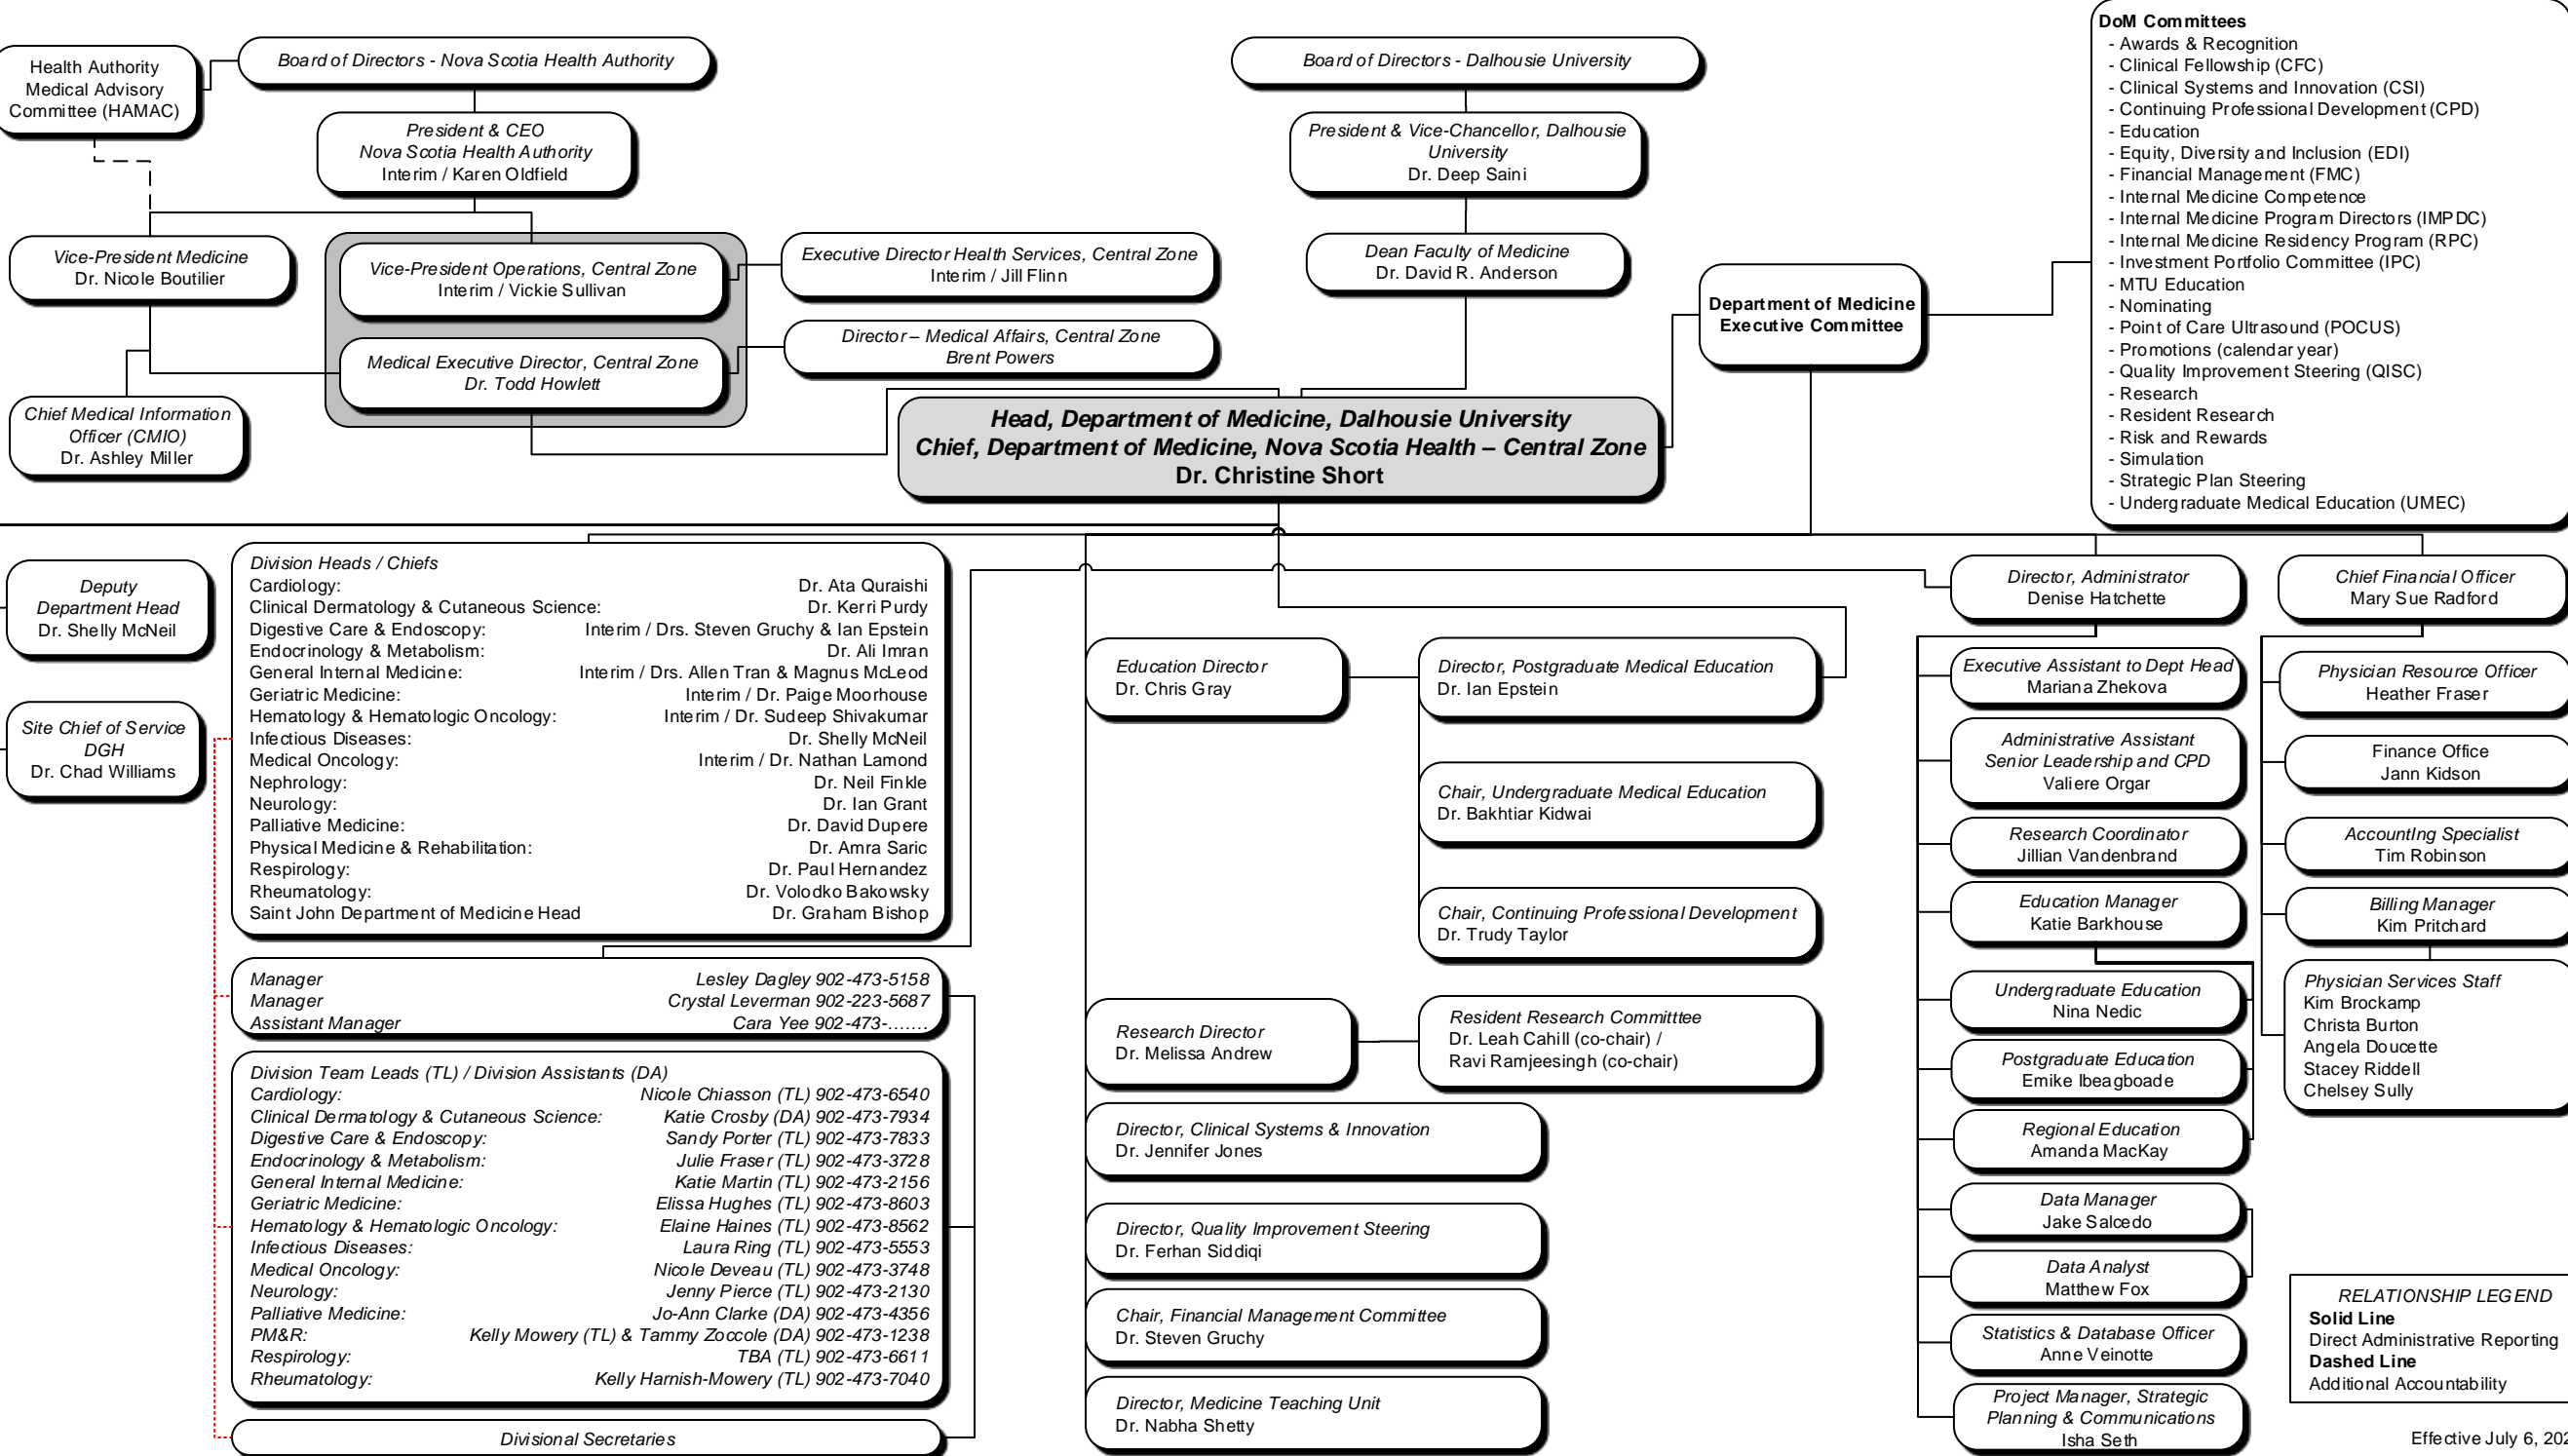 Health Authority
Medical Advisory
Committee (HAMAC)
Board of Directors - Nova Scotia Health Authority
President & CEO
Nova Scotia Health Authority
Interim / Karen Oldfield
Vice-President Medicine
Dr. Nicole Boutilier
Vice-President Operations, Central Zone
Interim / Vickie Sullivan
Medical Executive Director, Central Zone
Dr. Todd Howlett
Chief Medical Information
Officer (CMIO)
Dr. Ashley Miller
Executive Director Health Services, Central Zone
Interim / Jill Flinn
Director – Medical Affairs, Central Zone
Brent Powers
Board of Directors - Dalhousie University
President & Vice-Chancellor, Dalhousie
University
Dr. Deep Saini
Dean Faculty of Medicine
Dr. David R. Anderson
Department of Medicine
Executive Committee
DoM Committees
- Awards & Recognition
- Clinical Fellowship (CFC)
- Clinical Systems and Innovation (CSI)
- Continuing Professional Development (CPD)
- Education
- Equity, Diversity and Inclusion (EDI)
- Financial Management (FMC)
- Internal Medicine Competence
- Internal Medicine Program Directors (IMPDC)
- Internal Medicine Residency Program (RPC)
- Investment Portfolio Committee (IPC)
- MTU Education
- Nominating
- Point of Care Ultrasound (POCUS)
- Promotions (calendar year)
- Quality Improvement Steering (QISC)
- Research
- Resident Research
- Risk and Rewards
- Simulation
- Strategic Plan Steering
- Undergraduate Medical Education (UMEC)
Head, Department of Medicine, Dalhousie University
Chief, Department of Medicine, Nova Scotia Health – Central Zone
Dr. Christine Short
Deputy
Department Head
Dr. Shelly McNeil
Site Chief of Service
DGH
Dr. Chad Williams
Division Heads / Chiefs
Cardiology: Dr. Ata Quraishi
Clinical Dermatology & Cutaneous Science: Dr. Kerri Purdy
Digestive Care & Endoscopy: Interim / Drs. Steven Gruchy & Ian Epstein
Endocrinology & Metabolism: Dr. Ali Imran
General Internal Medicine: Interim / Drs. Allen Tran & Magnus McLeod
Geriatric Medicine: Interim / Dr. Paige Moorhouse
Hematology & Hematologic Oncology: Interim / Dr. Sudeep Shivakumar
Infectious Diseases: Dr. Shelly McNeil
Medical Oncology: Interim / Dr. Nathan Lamond
Nephrology: Dr. Neil Finkle
Neurology: Dr. Ian Grant
Palliative Medicine: Dr. David Dupere
Physical Medicine & Rehabilitation: Dr. Amra Saric
Respirology: Dr. Paul Hernandez
Rheumatology: Dr. Volodko Bakowsky
Saint John Department of Medicine Head Dr. Graham Bishop
Manager Lesley Dagley 902-473-5158
Manager Crystal Leverman 902-223-5687
Assistant Manager Cara Yee 902-473-.......
Division Team Leads (TL) / Division Assistants (DA)
Cardiology: Nicole Chiasson (TL) 902-473-6540
Clinical Dermatology & Cutaneous Science: Katie Crosby (DA) 902-473-7934
Digestive Care & Endoscopy: Sandy Porter (TL) 902-473-7833
Endocrinology & Metabolism: Julie Fraser (TL) 902-473-3728
General Internal Medicine: Katie Martin (TL) 902-473-2156
Geriatric Medicine: Elissa Hughes (TL) 902-473-8603
Hematology & Hematologic Oncology: Elaine Haines (TL) 902-473-8562
Infectious Diseases: Laura Ring (TL) 902-473-5553
Medical Oncology: Nicole Deveau (TL) 902-473-3748
Neurology: Jenny Pierce (TL) 902-473-2130
Palliative Medicine: Jo-Ann Clarke (DA) 902-473-4356
PM&R: Kelly Mowery (TL) & Tammy Zoccole (DA) 902-473-1238
Respirology: TBA (TL) 902-473-6611
Rheumatology: Kelly Harnish-Mowery (TL) 902-473-7040
Divisional Secretaries
Education Director
Dr. Chris Gray
Director, Postgraduate Medical Education
Dr. Ian Epstein
Chair, Undergraduate Medical Education
Dr. Bakhtiar Kidwai
Chair, Continuing Professional Development
Dr. Trudy Taylor
Research Director
Dr. Melissa Andrew
Resident Research Committtee
Dr. Leah Cahill (co-chair) /
Ravi Ramjeesingh (co-chair)
Director, Clinical Systems & Innovation
Dr. Jennifer Jones
Director, Quality Improvement Steering
Dr. Ferhan Siddiqi
Chair, Financial Management Committee
Dr. Steven Gruchy
Director, Medicine Teaching Unit
Dr. Nabha Shetty
Director, Administrator
Denise Hatchette
Executive Assistant to Dept Head
Mariana Zhekova
Administrative Assistant
Senior Leadership and CPD
Valiere Orgar
Research Coordinator
Jillian Vandenbrand
Education Manager
Katie Barkhouse
Undergraduate Education
Nina Nedic
Postgraduate Education
Emike Ibeagboade
Regional Education
Amanda MacKay
Data Manager
Jake Salcedo
Data Analyst
Matthew Fox
Statistics & Database Officer
Anne Veinotte
Project Manager, Strategic
Planning & Communications
Isha Seth
Chief Financial Officer
Mary Sue Radford
Physician Resource Officer
Heather Fraser
Finance Office
Jann Kidson
AccountIng Specialist
Tim Robinson
Billing Manager
Kim Pritchard
Physician Services Staff
Kim Brockamp
Christa Burton
Angela Doucette
Stacey Riddell
Chelsey Sully
RELATIONSHIP LEGEND
Solid Line
Direct Administrative Reporting
Dashed Line
Additional Accountability
Effective July 6,